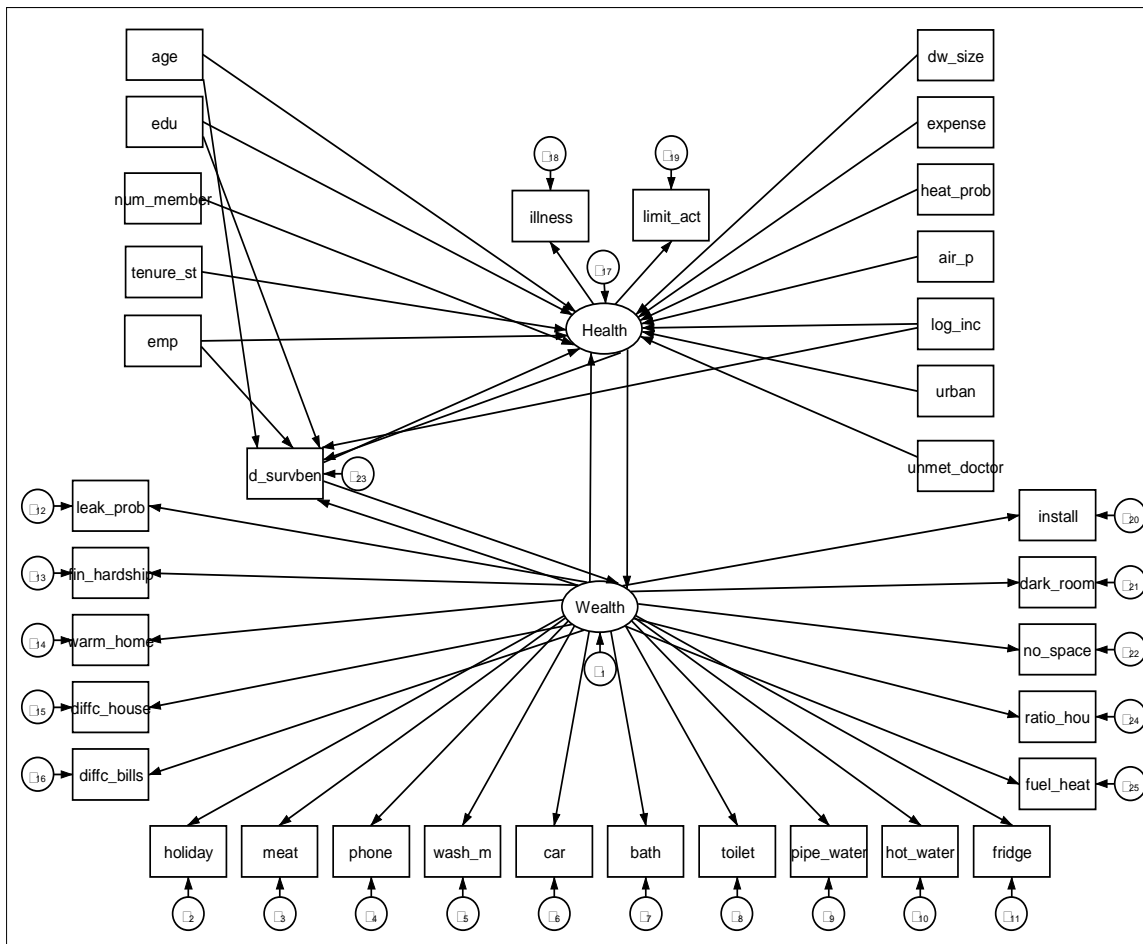 age
edu
num_member
tenure_st
emp
dw_size
expense
heat_prob
air_p
log_inc
urban
unmet_doctor
18
19
illness
limit_act
17
Health
d_survben
23
12
leak_prob
13
fin_hardship
14
warm_home
15
diffc_house
16
diffc_bills
Wealth
1
install
20
dark_room
21
no_space
22
ratio_hou
24
fuel_heat
25
holiday
meat
phone
wash_m
car
bath
toilet
pipe_water
hot_water
fridge
2
3
4
5
6
7
8
9
10
11